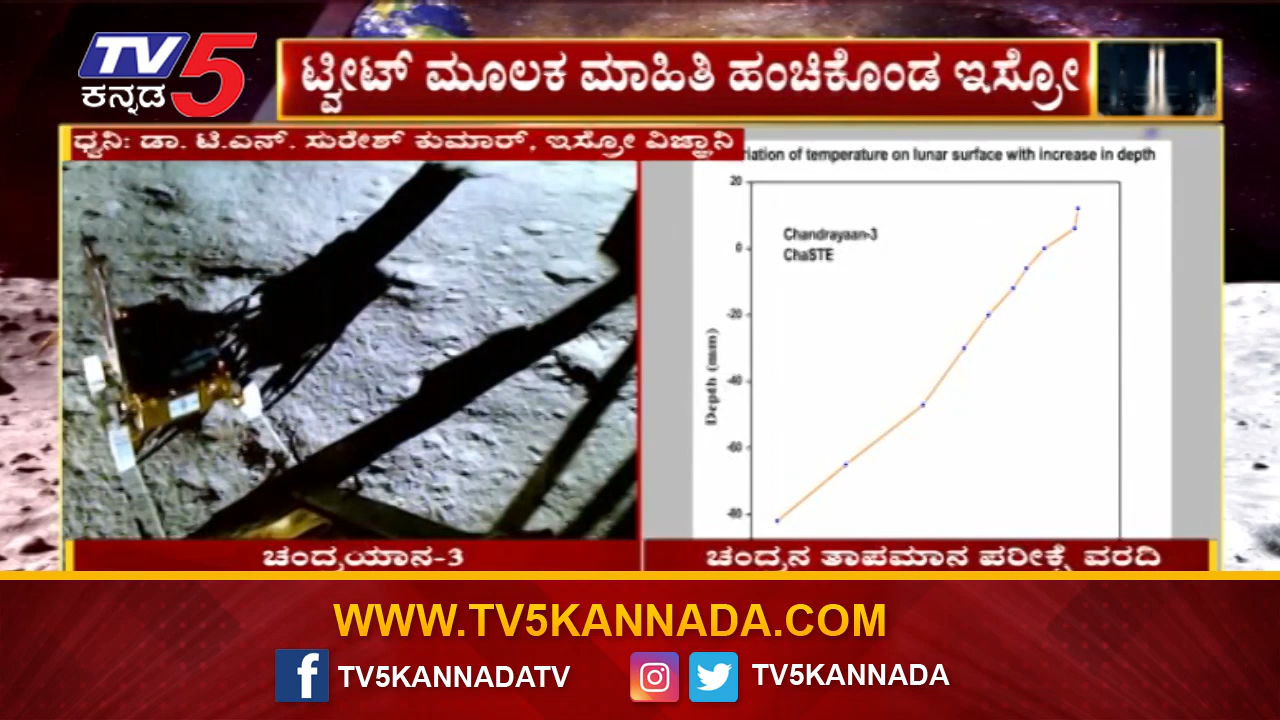 TV5
ಕನ್ನಡ
ಟ್ವೀಟ್ ಮೂಲಕ ಮಾಹಿತಿ ಹಂಚಿಕೊಂಡ ಇಸ್ರೋ
ಧ್ವನಿ: ಡಾ. ಟಿ.ಎನ್. ಸುರೇಶ್ ಕುಮಾರ್, ಇಸ್ರೋ ವಿಜ್ಞಾನಿ
riation of temperature on lunar surface with increase in depth
20
Chandrayaan-3
0
ChaSTE
-20
Depth (mm)
-40
-60
-80
ಚಂದ್ರಯಾನ-3
ಚಂದ್ರನ ತಾಪಮಾನ ಪರೀಕ್ಷೆ ವರದಿ
WWW.TV5KANNADA.COM
TV5KANNADATV
TV5KANNADA